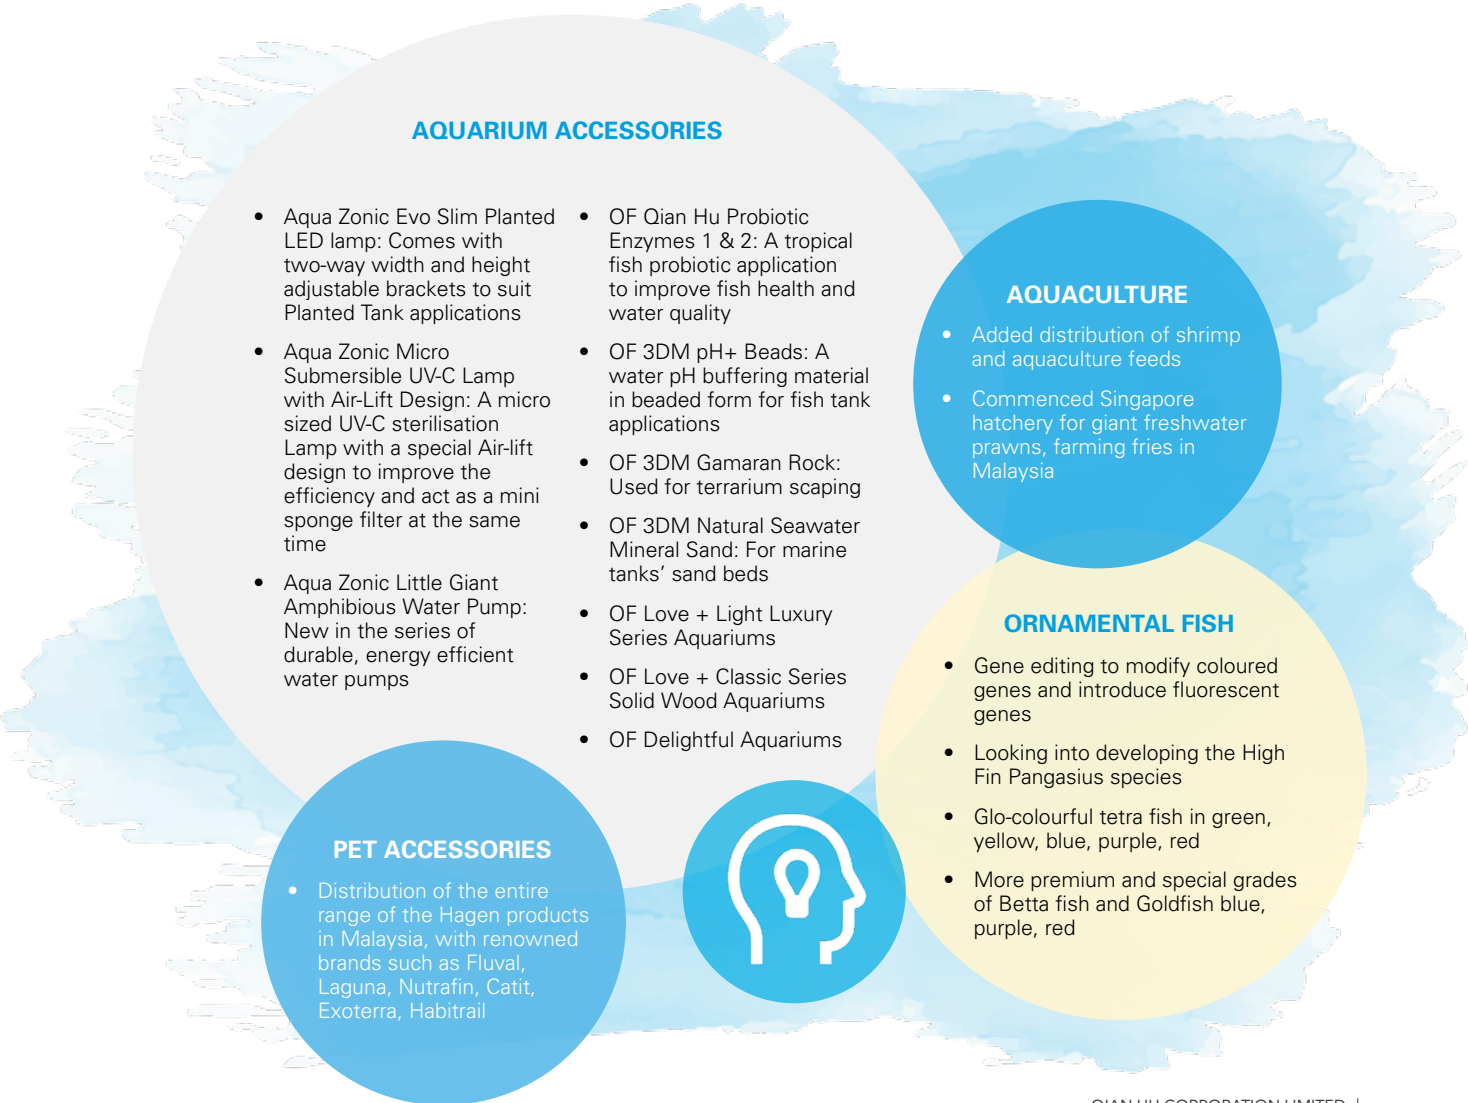 AQUARIUM ACCESSORIES
• Aqua Zonic Evo Slim Planted
LED lamp: Comes with
two-way width and height
adjustable brackets to suit
Planted Tank applications
• Aqua Zonic Micro
Submersible UV-C Lamp
with Air-Lift Design: A micro
sized UV-C sterilisation
Lamp with a special Air-lift
design to improve the
efficiency and act as a mini
sponge filter at the same
time
• Aqua Zonic Little Giant
Amphibious Water Pump:
New in the series of
durable, energy efficient
water pumps
• OF Qian Hu Probiotic
Enzymes 1 & 2: A tropical
fish probiotic application
to improve fish health and
water quality
• OF 3DM pH+ Beads: A
water pH buffering material
in beaded form for fish tank
applications
• OF 3DM Gamaran Rock:
Used for terrarium scaping
• OF 3DM Natural Seawater
Mineral Sand: For marine
tanks’ sand beds
• OF Love + Light Luxury
Series Aquariums
• OF Love + Classic Series
Solid Wood Aquariums
• OF Delightful Aquariums
AQUACULTURE
• Added distribution of shrimp
and aquaculture feeds
• Commenced Singapore
hatchery for giant freshwater
prawns, farming fries in
Malaysia
ORNAMENTAL FISH
• Gene editing to modify coloured
genes and introduce fluorescent
genes
• Looking into developing the High
Fin Pangasius species
• Glo-colourful tetra fish in green,
yellow, blue, purple, red
• More premium and special grades
of Betta fish and Goldfish blue,
purple, red
PET ACCESSORIES
• Distribution of the entire
range of the Hagen products
in Malaysia, with renowned
brands such as Fluval,
Laguna, Nutrafin, Catit,
Exoterra, Habitrail
QIAN HU CORPORATION LIMITED |